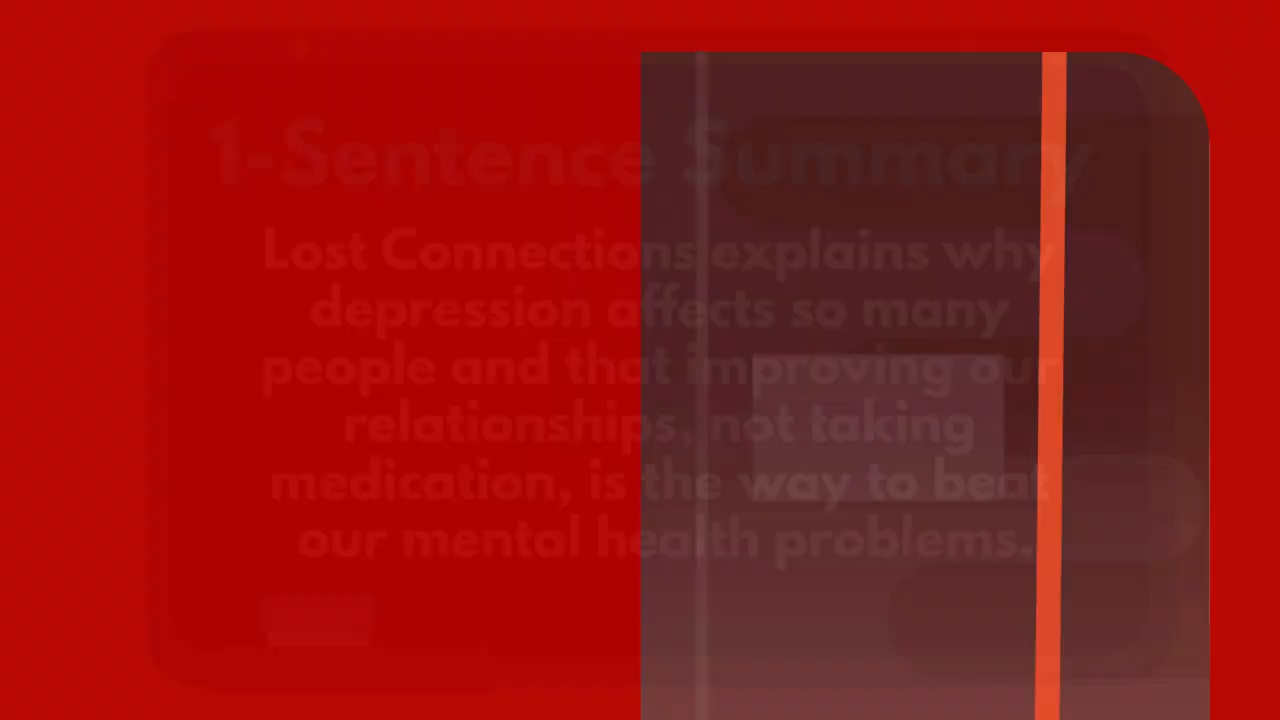 1-Sentence Summary
Lost Connections explains why
depression affects so many
people and that improving our
relationships, not taking
medication, is the way to beat
our mental health problems.